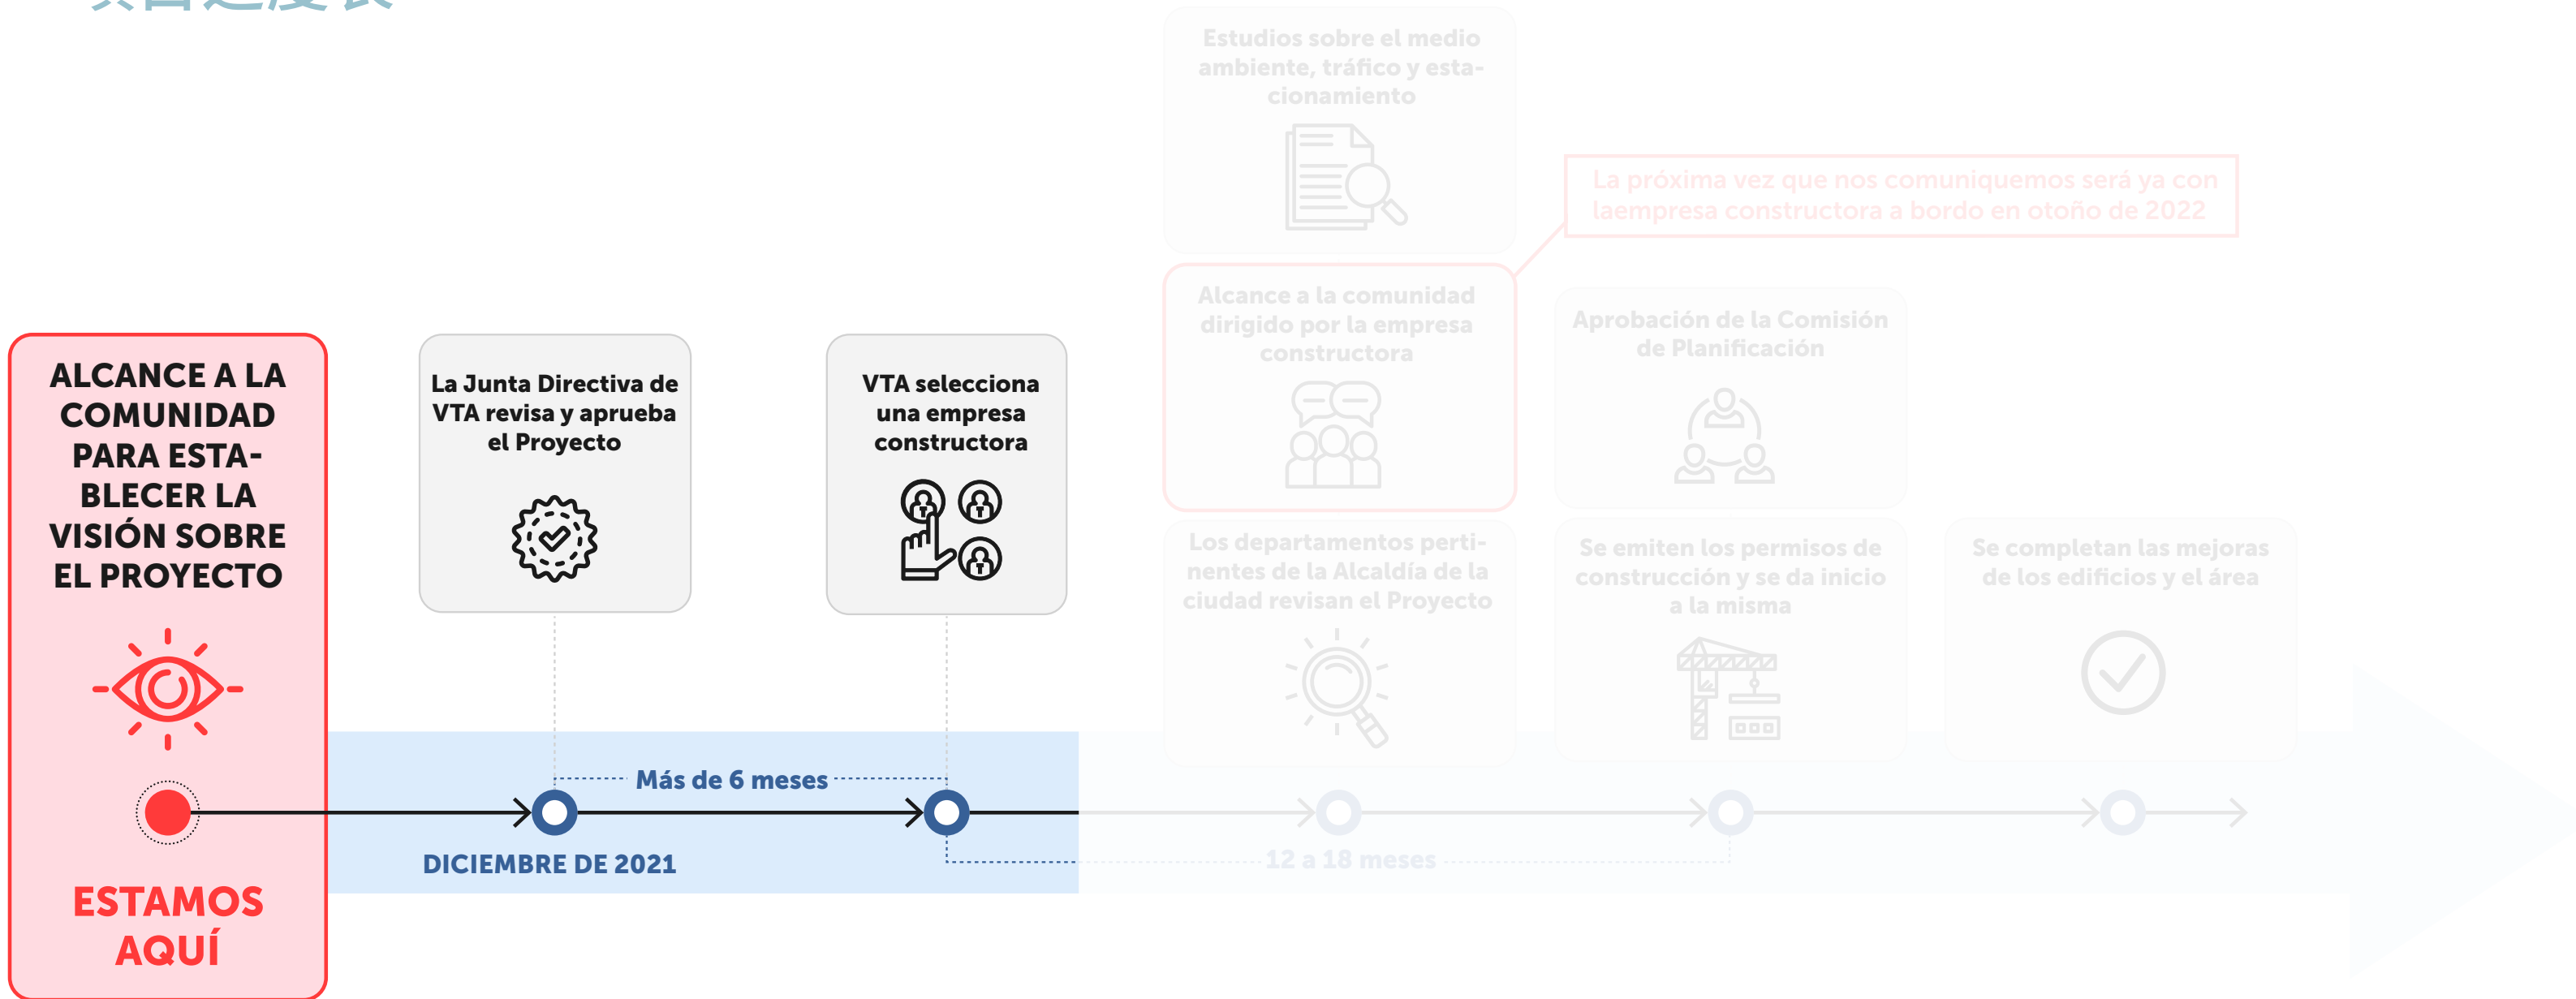 项目进度表
Estudios sobre el medio
ambiente, tráfico y esta-
cionamiento
La próxima vez que nos comuniquemos será ya con
laempresa constructora a bordo en otoño de 2022
ALCANCE A LA
COMUNIDAD
PARA ESTA-
BLECER LA
VISIÓN SOBRE
EL PROYECTO
ESTAMOS
AQUÍ
La Junta Directiva de
VTA revisa y aprueba
el Proyecto
VTA selecciona
una empresa
constructora
Alcance a la comunidad
dirigido por la empresa
constructora
Aprobación de la Comisión
de Planificación
Los departamentos perti-
nentes de la Alcaldía de la
ciudad revisan el Proyecto
Se emiten los permisos de
construcción y se da inicio
a la misma
Se completan las mejoras
de los edificios y el área
Más de 6 meses
DICIEMBRE DE 2021
12 a 18 meses